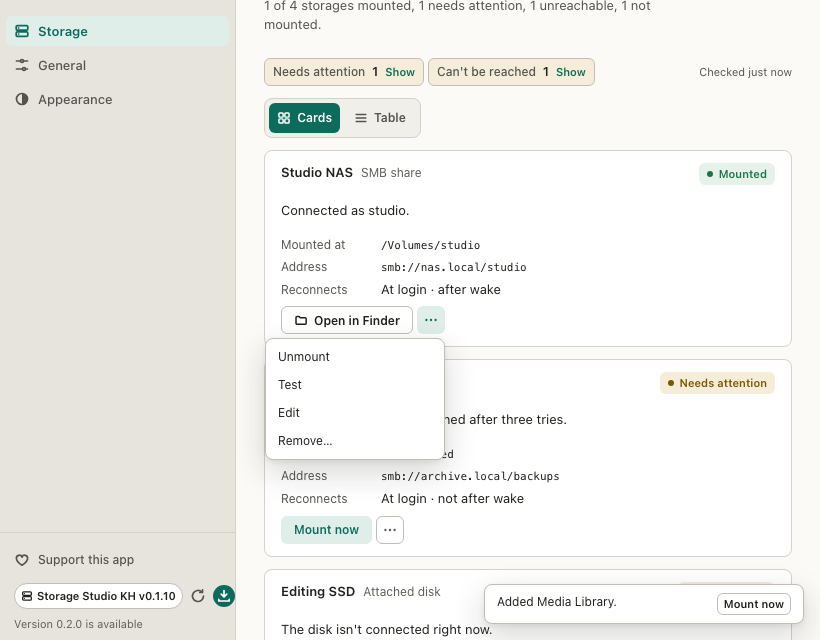 Storage
General
Appearance
1 of 4 storages mounted, 1 needs attention, 1 unreachable, 1 not
mounted.
Needs attention 1 Show
Can't be reached 1 Show
Checked just now
Cards
Table
Studio NAS SMB share
Mounted
Connected as studio.
Mounted at /Volumes/studio
Address smb://nas.local/studio
Reconnects At login · after wake
Open in Finder
Unmount
Test
Edit
Remove...
Needs attention
after three tries.
Address smb://archive.local/backups
Reconnects At login · not after wake
Mount now
Editing SSD Attached disk
The disk isn't connected right now.
Added Media Library.
Mount now
Support this app
Storage Studio KH v0.1.10
Version 0.2.0 is available